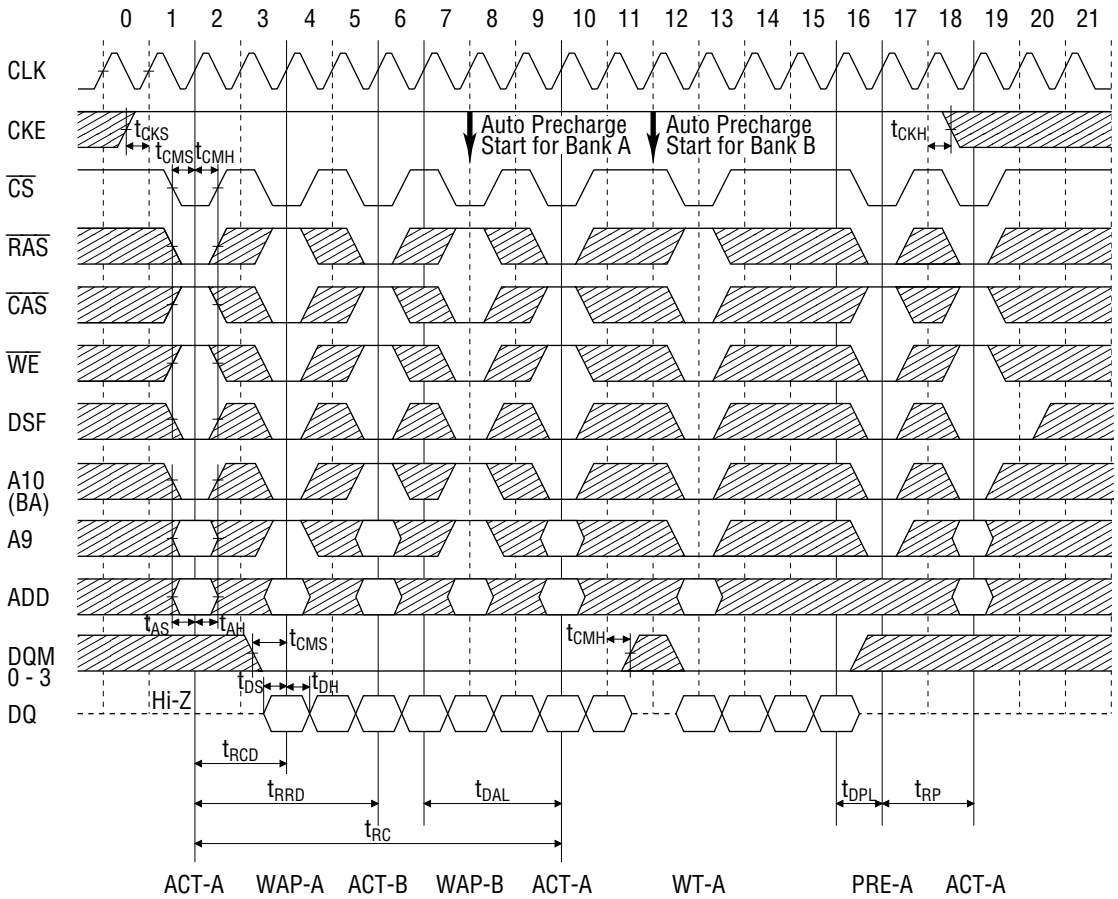 0 1 2 3 4 5 6 7 8 9 10 11 12 13 14 15 16 17 18 19 20 21
CLK
CKE
tCKS
Auto Precharge
Start for Bank A
Auto Precharge
Start for Bank B
tCKH
tCMS tCMH
CS
RAS
CAS
WE
DSF
A10
(BA)
A9
ADD
tAS tAH
DQM
0 - 3
tCMS
tCMH
tDS tDH
Hi-Z
DQ
tRCD
tRRD
tDAL
tDPL
tRP
tRC
ACT-A WAP-A ACT-B WAP-B ACT-A WT-A PRE-A ACT-A